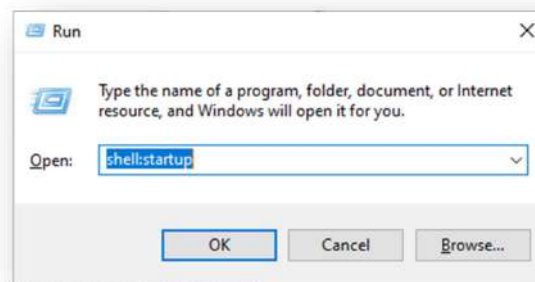 Run
Type the name of a program, folder, document, or Internet
resource, and Windows will open it for you.
Open:
shell:startup
OK
Cancel
Browse...